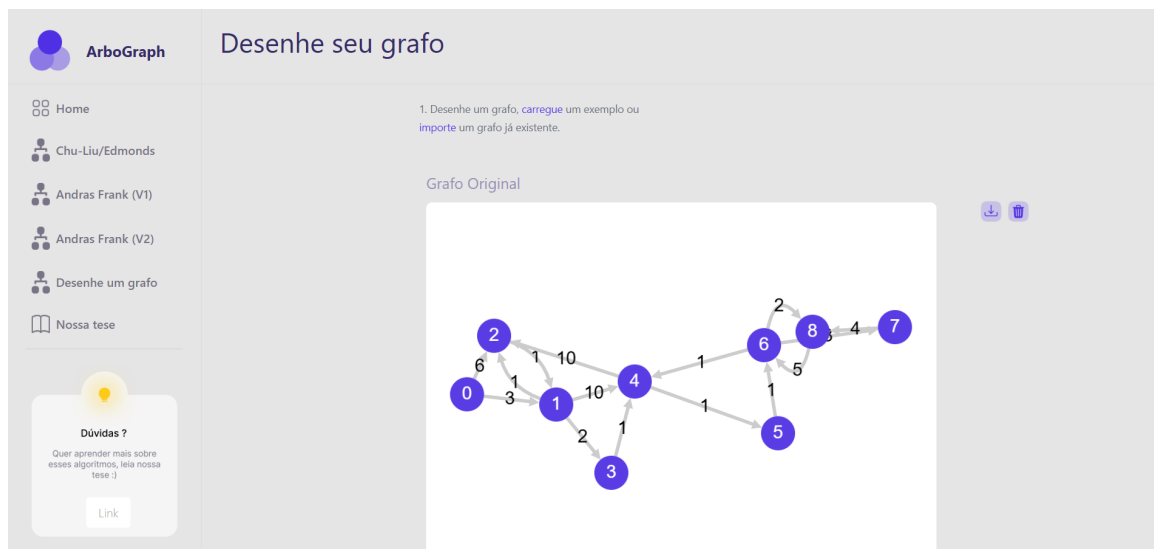 ArboGraph
Desenhe seu grafo
Home
Chu-Liu/Edmonds
Andras Frank (V1)
Andras Frank (V2)
Desenhe um grafo
Nossa tese
Dúvidas ?
Quer aprender mais sobre
esses algoritmos, leia nossa
tese :)
Link
1. Desenhe um grafo, carregue um exemplo ou
importe um grafo já existente.
Grafo Original
2
8
7
4
6
2
1
10
1
5
6
4
1
0
3
1
10
1
1
5
2
1
3